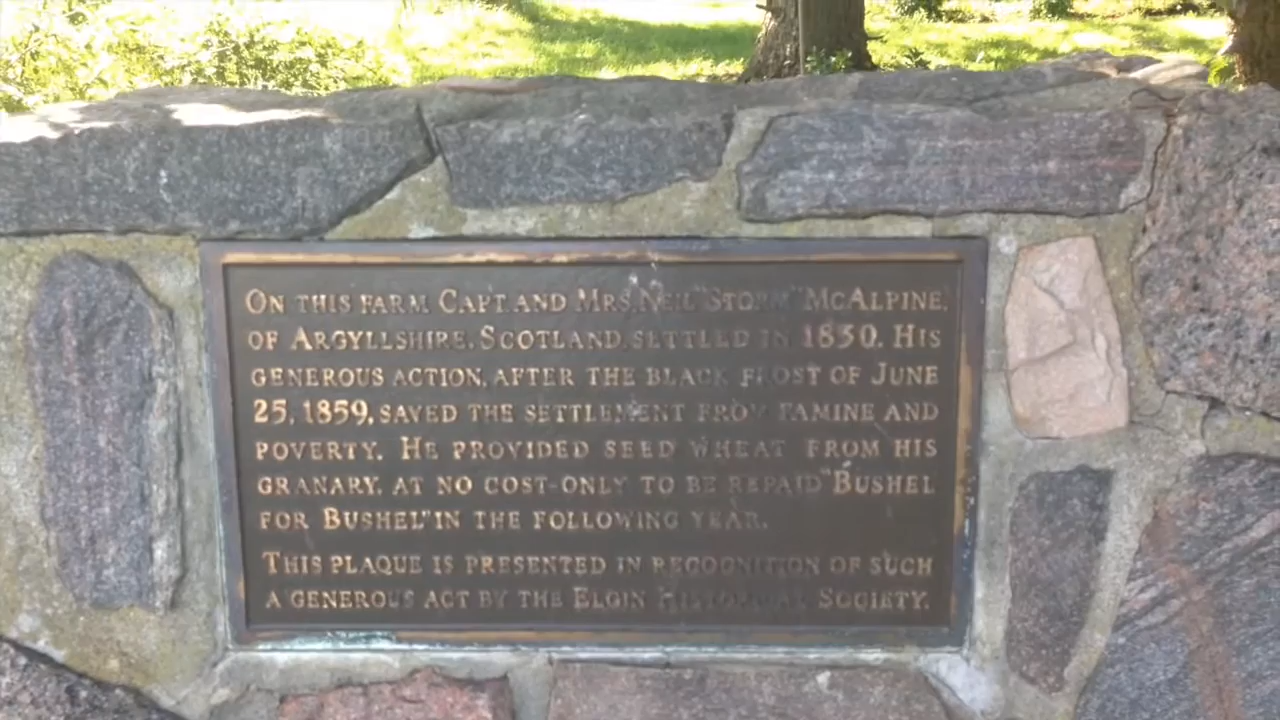 ON THIS FARM CAPT. AND MRS. NEIL "STORM" MCALPINE,
OF ARGYLLSHIRE, SCOTLAND, SETTLED IN 1830. HIS
GENEROUS ACTION, AFTER THE BLACK FROST OF JUNE
25, 1859, SAVED THE SETTLEMENT FROM FAMINE AND
POVERTY. HE PROVIDED SEED WHEAT FROM HIS
GRANARY, AT NO COST-ONLY TO BE REPAID "BUSHEL
FOR BUSHEL" IN THE FOLLOWING YEAR.
THIS PLAQUE IS PRESENTED IN RECOGNITION OF SUCH
A GENEROUS ACT BY THE ELGIN HISTORICAL SOCIETY.